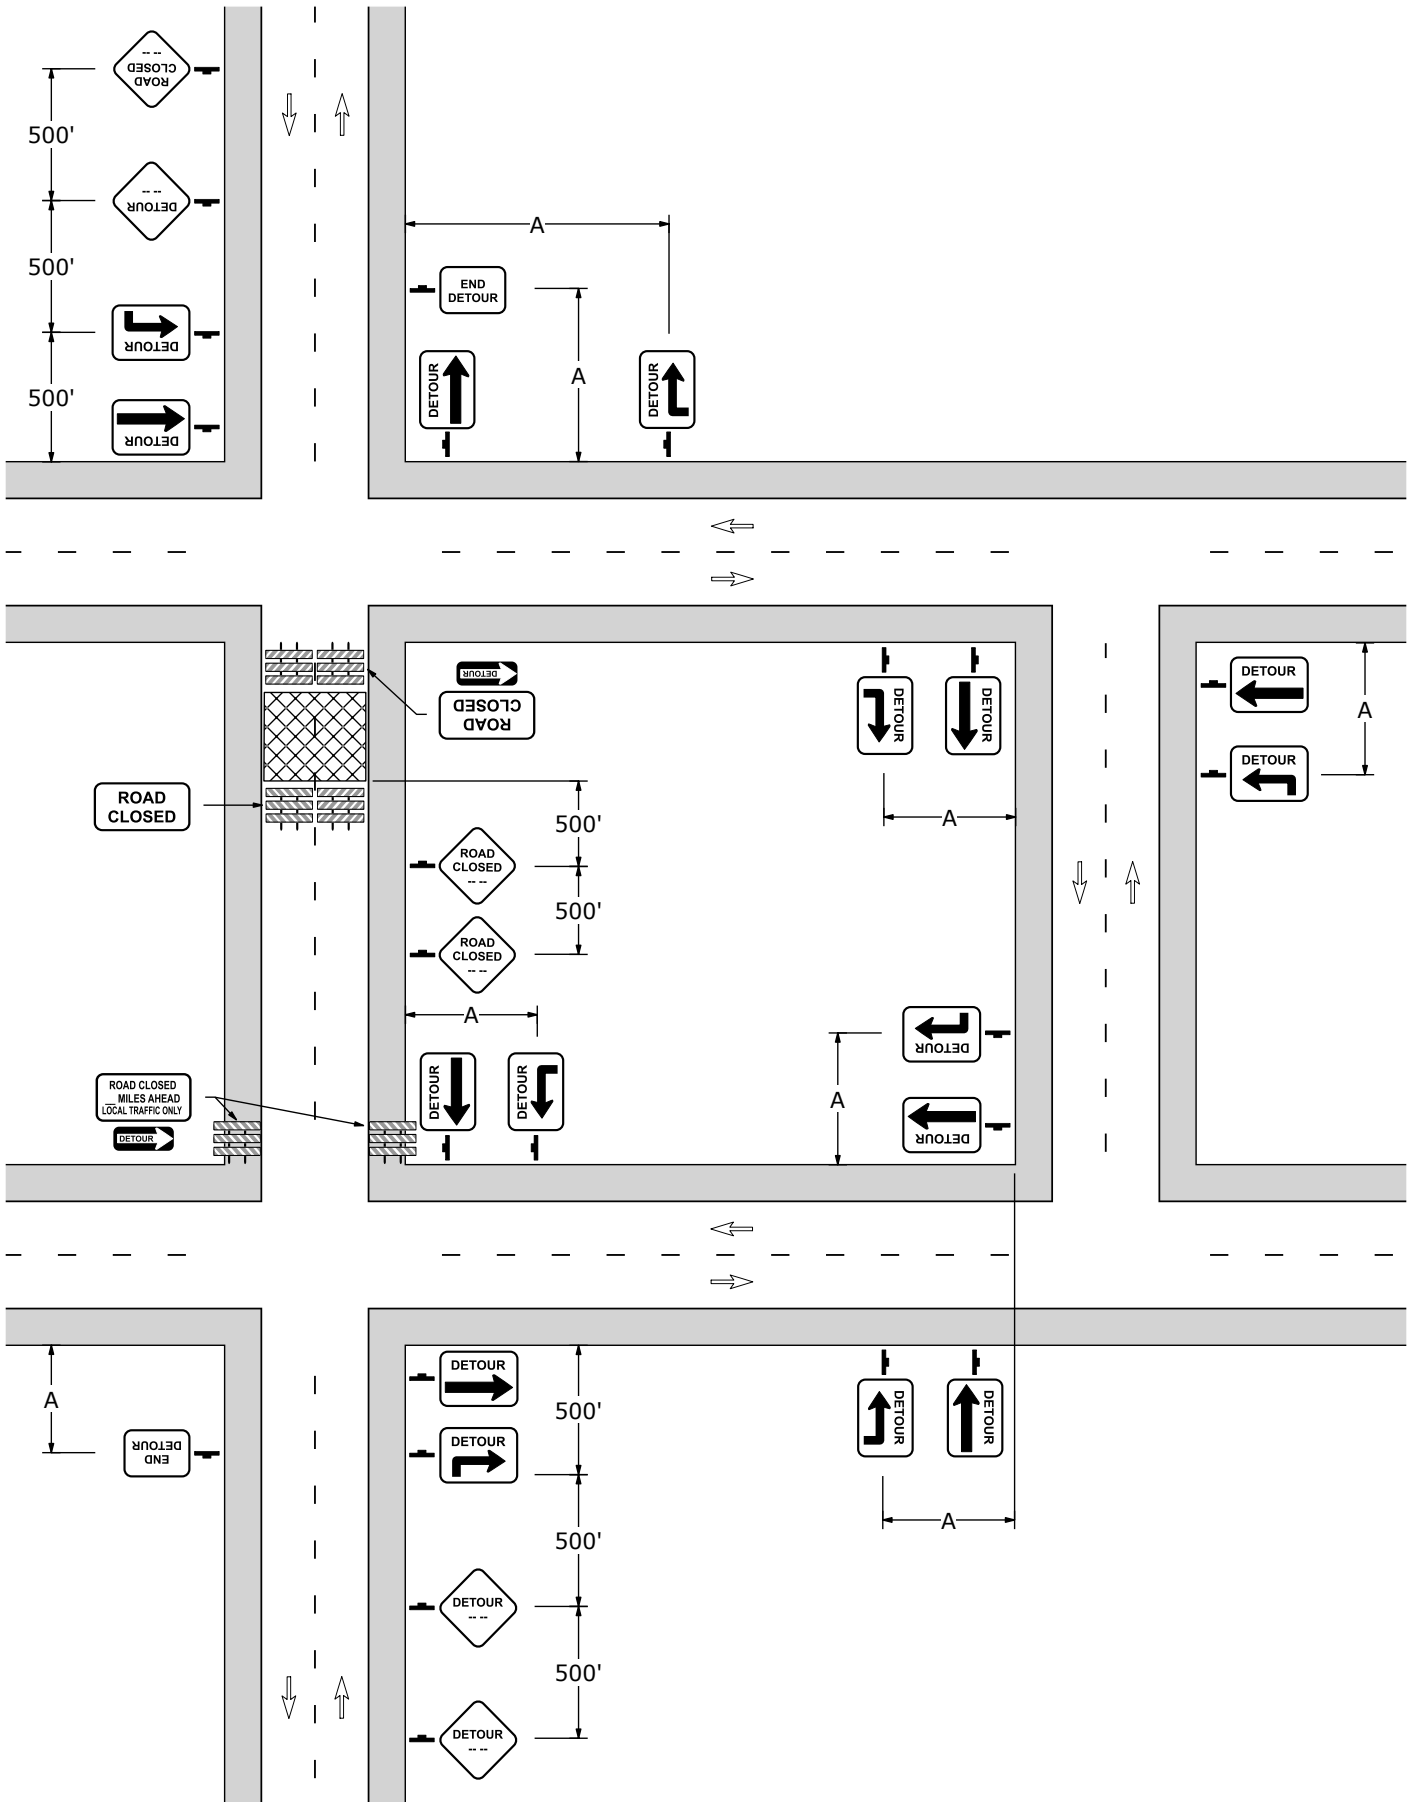 ROAD
CLOSED
-- --
500'
DETOUR
-- --
500'
DETOUR
500'
DETOUR
A
END
DETOUR
A
DETOUR
DETOUR
DETOUR
ROAD
CLOSED
DETOUR
DETOUR
DETOUR
DETOUR
A
A
ROAD
CLOSED
500'
ROAD
CLOSED
-- --
500'
ROAD
CLOSED
-- --
A
DETOUR
DETOUR
DETOUR
DETOUR
A
ROAD CLOSED
__ MILES AHEAD
LOCAL TRAFFIC ONLY
DETOUR
A
END
DETOUR
DETOUR
500'
DETOUR
500'
DETOUR
-- --
500'
DETOUR
-- --
DETOUR
DETOUR
A